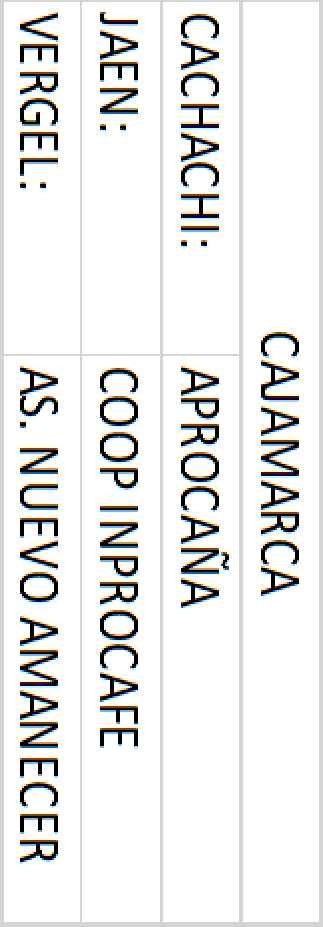 CAJAMARCA
CACHACHI: APROCAÑA
JAEN: COOP INPROCAFE
VERGEL: AS. NUEVO AMANECER